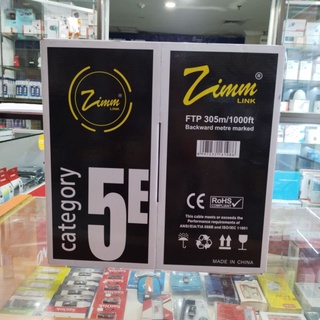 Zimm®
LINK
category
5E
Zimm®
LINK
FTP 305m/1000ft
Backward metre marked
CE RoHS
COMPLIANT
This cable meets or exceeds the
Performance requirements of
ANSI/EIA/TIA 568B and ISO/IEC 11801
MADE IN CHINA